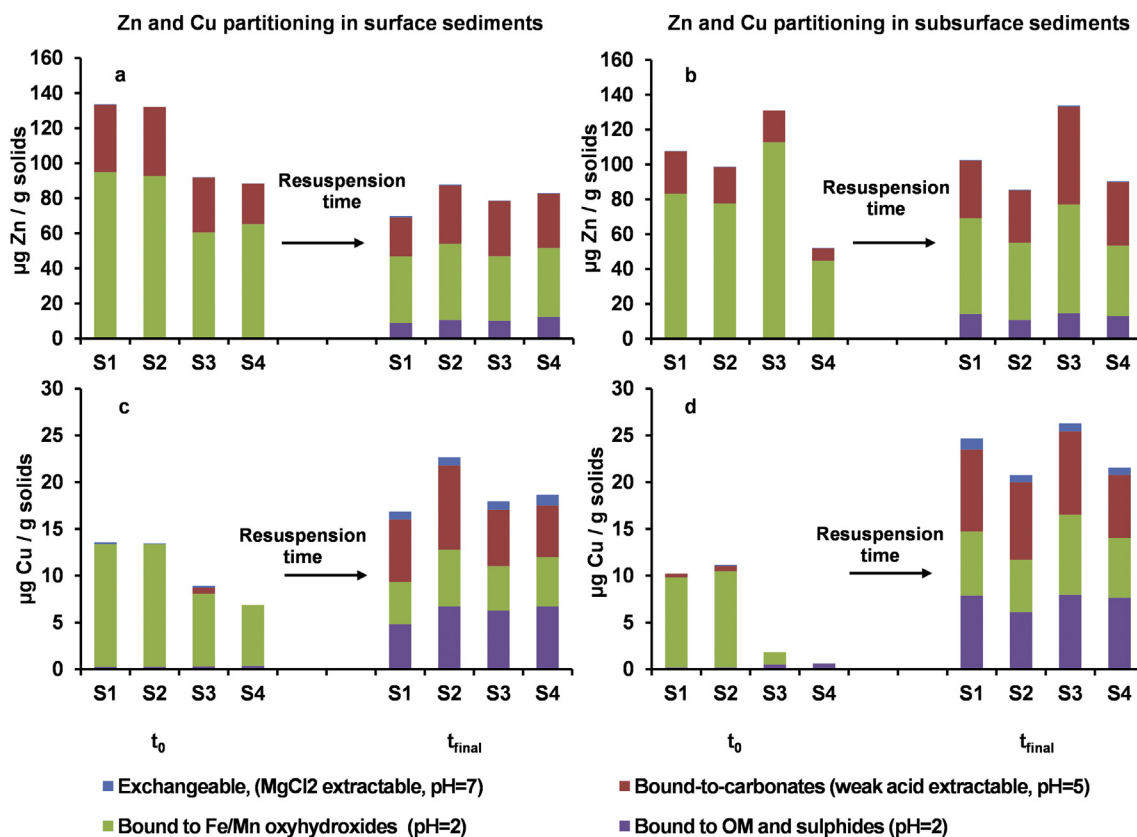 Zn and Cu partitioning in surface sediments
Zn and Cu partitioning in subsurface sediments
µg Zn / g solids
160
140
120
100
80
60
40
20
0
a
Resuspension
time
S1 S2 S3 S4 S1 S2 S3 S4
µg Zn / g solids
160
140
120
100
80
60
40
20
0
b
Resuspension
time
S1 S2 S3 S4 S1 S2 S3 S4
µg Cu / g solids
30
25
20
15
10
5
0
c
Resuspension
time
S1 S2 S3 S4 S1 S2 S3 S4
t0 tfinal
µg Cu / g solids
30
25
20
15
10
5
0
d
Resuspension
time
S1 S2 S3 S4 S1 S2 S3 S4
t0 tfinal
Exchangeable, (MgCl2 extractable, pH=7)
Bound-to-carbonates (weak acid extractable, pH=5)
Bound to Fe/Mn oxyhydroxides (pH=2)
Bound to OM and sulphides (pH=2)